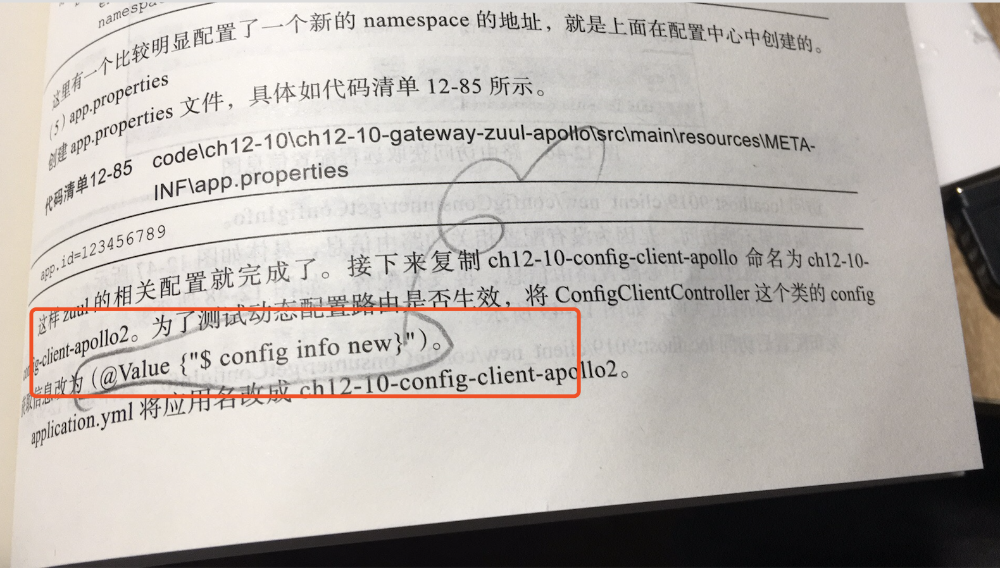 namespa
这里有一个比较明显配置了一个新的 namespace 的地址，就是上面在配置中心中创建的。
(5) app.properties
创建 app.properties 文件，具体如代码清单 12-85 所示。
代码清单12-85 code\ch12-10\ch12-10-gateway-zuul-apollo\src\main\resources\META-
INF\app.properties
app.id=123456789
这样 zuul 的相关配置就完成了。接下来复制 ch12-10-config-client-apollo 命名为 ch12-10-
config-client-apollo2。为了测试动态配置路由是否生效，将 ConfigClientController 这个类的 config
获取信息改为 (@Value {"$ config info new}")。
application.yml 将应用名改成 ch12-10-config-client-apollo2。